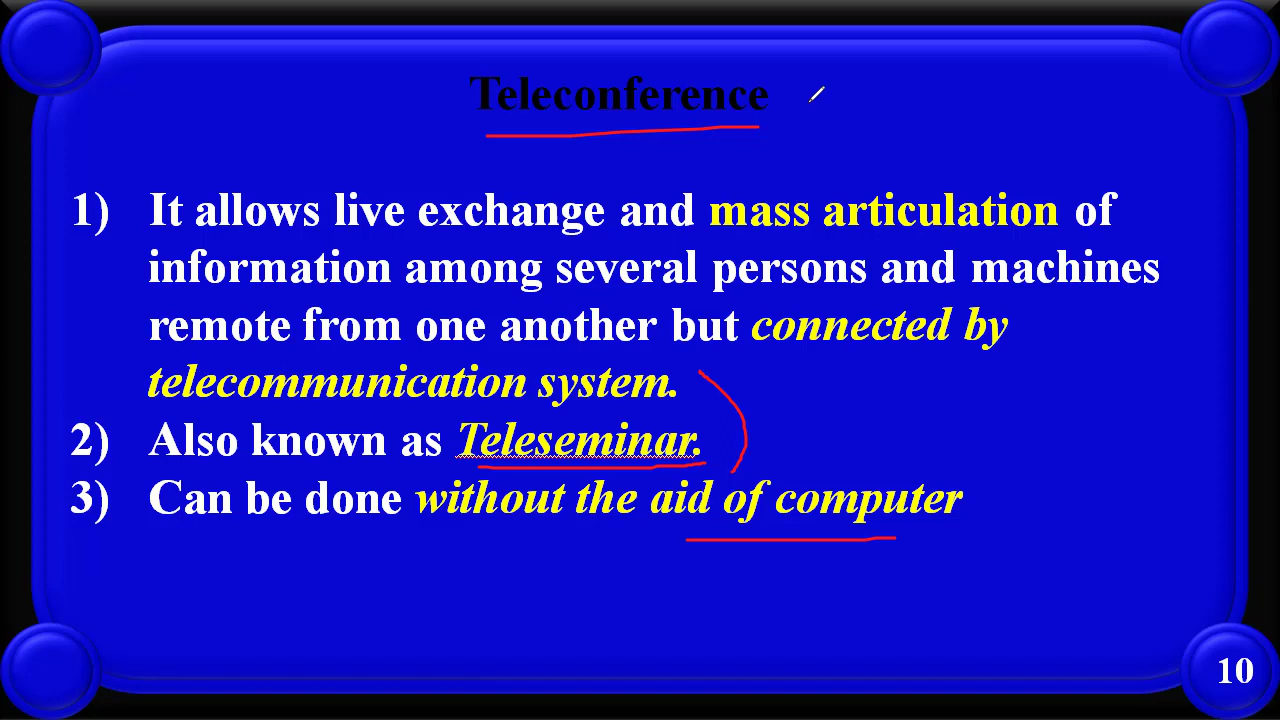 Teleconference
1) It allows live exchange and mass articulation of
information among several persons and machines
remote from one another but connected by
telecommunication system.
2) Also known as Teleseminar.
3) Can be done without the aid of computer
10